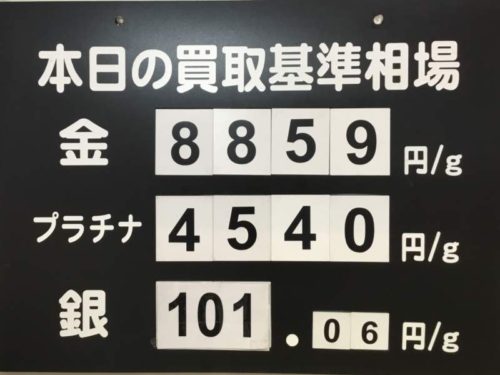 本日の買取基準相場
金 8859 円/g
プラチナ 4540 円/g
銀 101.06 円/g